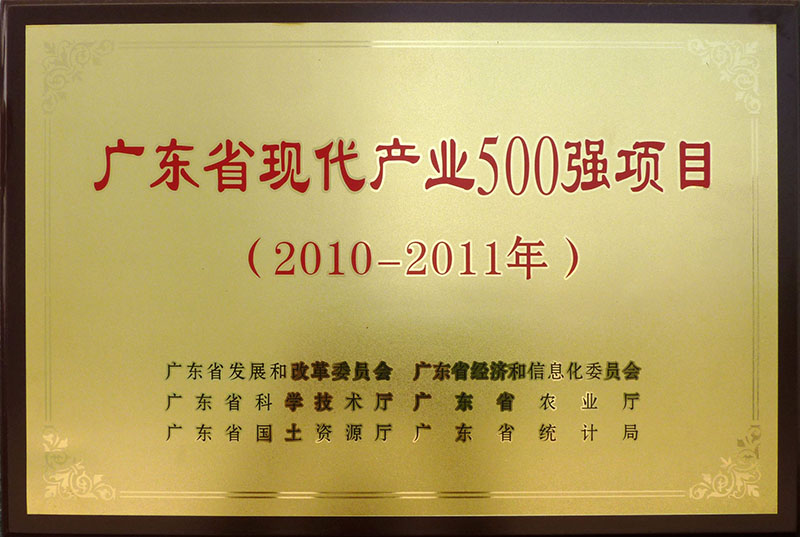 广东省现代产业500强项目
（2010-2011年）
广东省发展和改革委员会 广东省经济和信息化委员会
广东省科学技术厅 广东省农业厅
广东省国土资源厅 广东省统计局